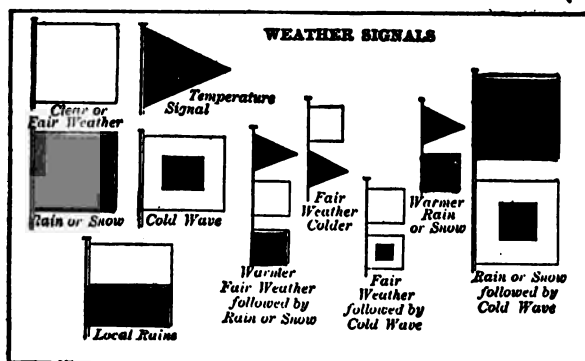 WEATHER SIGNALS
Clear or
Fair Weather
Temperature
Signal
Rain or Snow
Cold Wave
Local Rains
Warmer
Fair Weather
followed by
Rain or Snow
Fair
Weather
Colder
Fair
Weather
followed by
Cold Wave
Warmer
Rain
or Snow
Rain or Snow
followed by
Cold Wave